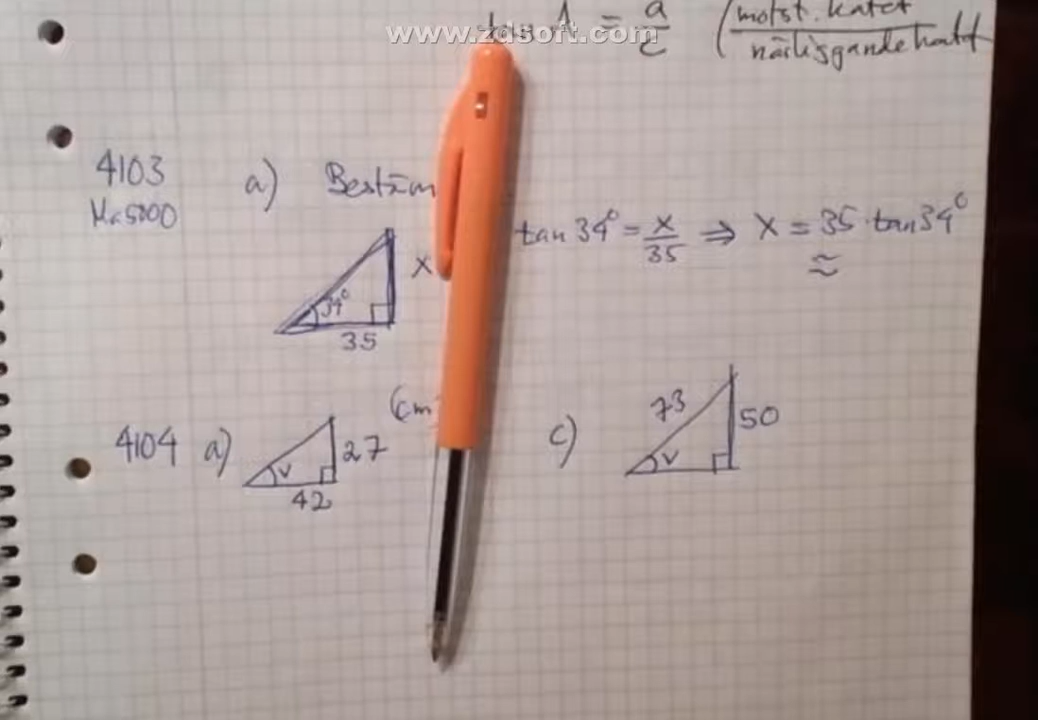 www.zdsoft.com
tan A = a/c (motst. katet / närliggande katet
4103 a) Bestäm
Ma5000
tan 34° = x/35 ⇒ x = 35 · tan 34°
≈
x
34°
35
(cm
4104 a) v 27
42
c) 73 50
v